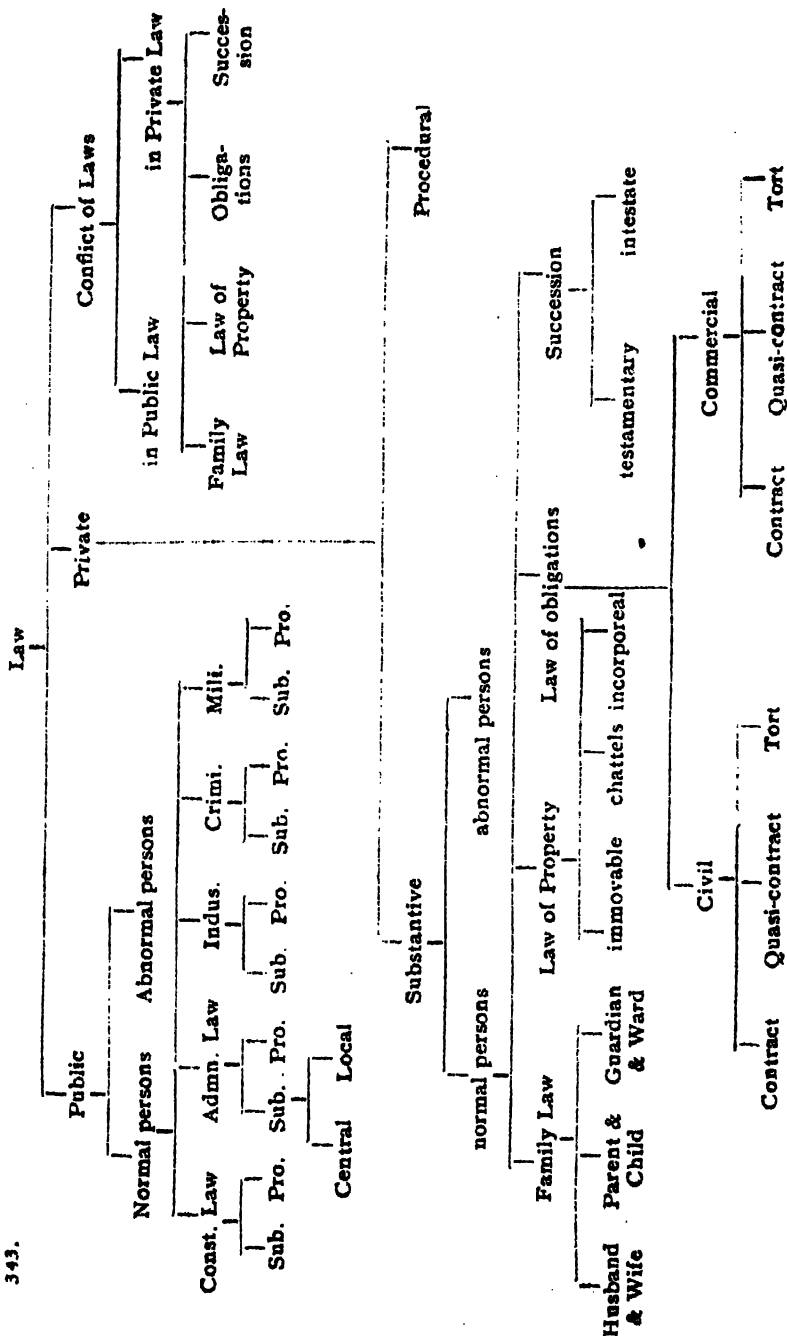 343.
Law
Public
Private
Conflict of Laws
Normal persons
Abnormal persons
in Public Law
in Private Law
Const. Law
Admn. Law
Indus.
Crimi.
Mili.
Family
Law
Law of
Property
Obliga-
tions
Succes-
sion
Sub. Pro.
Sub. Pro.
Sub. Pro.
Sub. Pro.
Sub. Pro.
Central
Local
Substantive
Procedural
normal persons
abnormal persons
Family Law
Law of Property
Law of obligations
Succession
Husband
& Wife
Parent &
Child
Guardian
& Ward
immovable
chattels
incorporeal
testamentary
intestate
Civil
Commercial
Contract
Quasi-contract
Tort
Contract
Quasi-contract
Tort